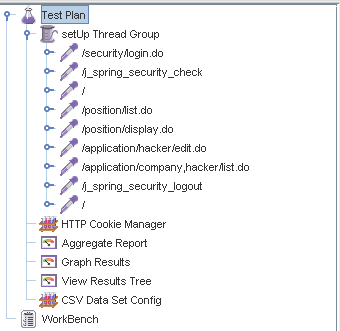 Test Plan
setUp Thread Group
/security/login.do
/j_spring_security_check
/
/position/list.do
/position/display.do
/application/hacker/edit.do
/application/company,hacker/list.do
/j_spring_security_logout
/
HTTP Cookie Manager
Aggregate Report
Graph Results
View Results Tree
CSV Data Set Config
WorkBench